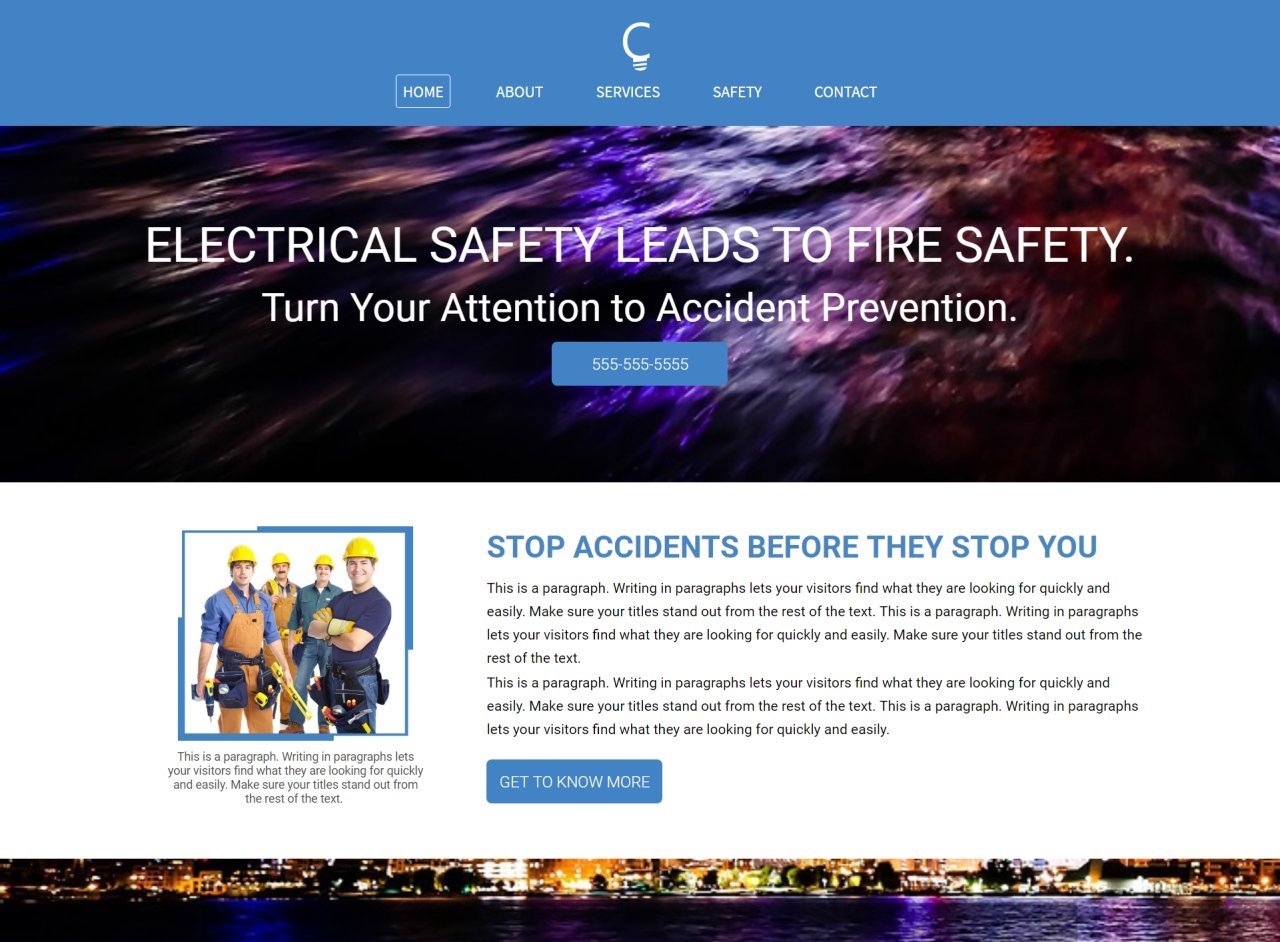 HOME ABOUT SERVICES SAFETY CONTACT
ELECTRICAL SAFETY LEADS TO FIRE SAFETY.
Turn Your Attention to Accident Prevention.
555-555-5555
This is a paragraph. Writing in paragraphs lets
your visitors find what they are looking for quickly
and easily. Make sure your titles stand out from
the rest of the text.
STOP ACCIDENTS BEFORE THEY STOP YOU
This is a paragraph. Writing in paragraphs lets your visitors find what they are looking for quickly and
easily. Make sure your titles stand out from the rest of the text. This is a paragraph. Writing in paragraphs
lets your visitors find what they are looking for quickly and easily. Make sure your titles stand out from the
rest of the text.
This is a paragraph. Writing in paragraphs lets your visitors find what they are looking for quickly and
easily. Make sure your titles stand out from the rest of the text. This is a paragraph. Writing in paragraphs
lets your visitors find what they are looking for quickly and easily.
GET TO KNOW MORE